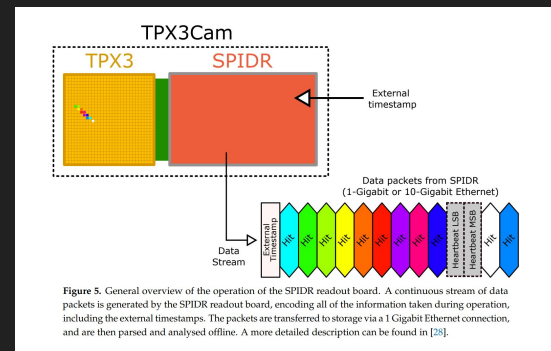 TPX3Cam
TPX3
SPIDR
External
timestamp
Data packets from SPIDR
(1-Gigabit or 10-Gigabit Ethernet)
Data
Stream
External
Timestamp
Hit
Hit
Hit
Hit
Hit
Hit
Hit
Hit
Hit
Heartbeat LSB
Heartbeat MSB
Hit
Hit
Figure 5. General overview of the operation of the SPIDR readout board. A continuous stream of data
packets is generated by the SPIDR readout board, encoding all of the information taken during operation,
including the external timestamps. The packets are transferred to storage via a 1 Gigabit Ethernet connection,
and are then parsed and analysed offline. A more detailed description can be found in [28].